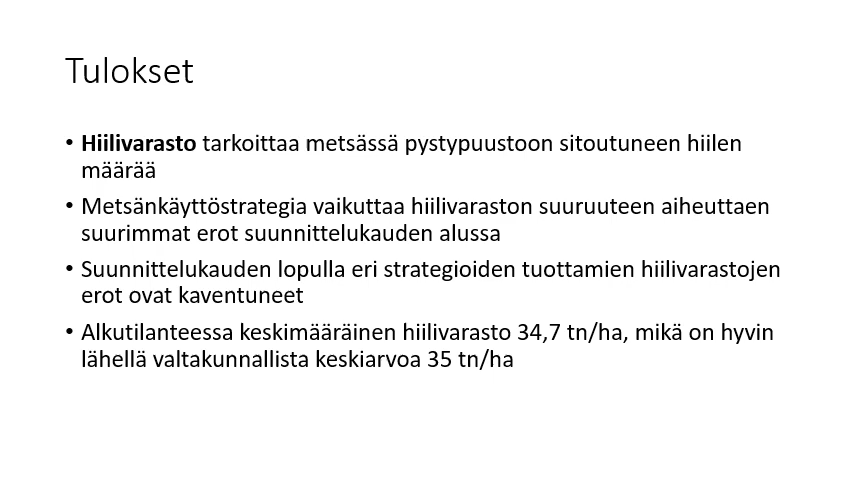 Tulokset
• Hiilivarasto tarkoittaa metsässä pystypuustoon sitoutuneen hiilen
määrää
• Metsänkäyttöstrategia vaikuttaa hiilivaraston suuruuteen aiheuttaen
suurimmat erot suunnittelukauden alussa
• Suunnittelukauden lopulla eri strategioiden tuottamien hiilivarastojen
erot ovat kaventuneet
• Alkutilanteessa keskimääräinen hiilivarasto 34,7 tn/ha, mikä on hyvin
lähellä valtakunnallista keskiarvoa 35 tn/ha